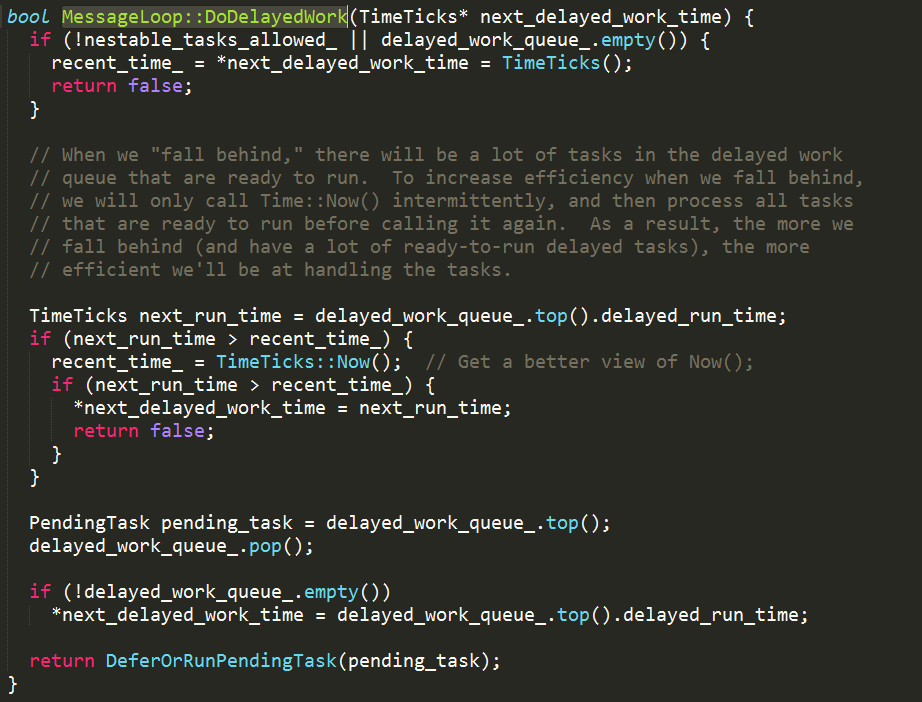 bool MessageLoop::DoDelayedWork(TimeTicks* next_delayed_work_time) {
  if (!nestable_tasks_allowed_ || delayed_work_queue_.empty()) {
    recent_time_ = *next_delayed_work_time = TimeTicks();
    return false;
  }

  // When we "fall behind," there will be a lot of tasks in the delayed work
  // queue that are ready to run.  To increase efficiency when we fall behind,
  // we will only call Time::Now() intermittently, and then process all tasks
  // that are ready to run before calling it again.  As a result, the more we
  // fall behind (and have a lot of ready-to-run delayed tasks), the more
  // efficient we'll be at handling the tasks.

  TimeTicks next_run_time = delayed_work_queue_.top().delayed_run_time;
  if (next_run_time > recent_time_) {
    recent_time_ = TimeTicks::Now();  // Get a better view of Now();
    if (next_run_time > recent_time_) {
      *next_delayed_work_time = next_run_time;
      return false;
    }
  }

  PendingTask pending_task = delayed_work_queue_.top();
  delayed_work_queue_.pop();

  if (!delayed_work_queue_.empty())
    *next_delayed_work_time = delayed_work_queue_.top().delayed_run_time;

  return DeferOrRunPendingTask(pending_task);
}